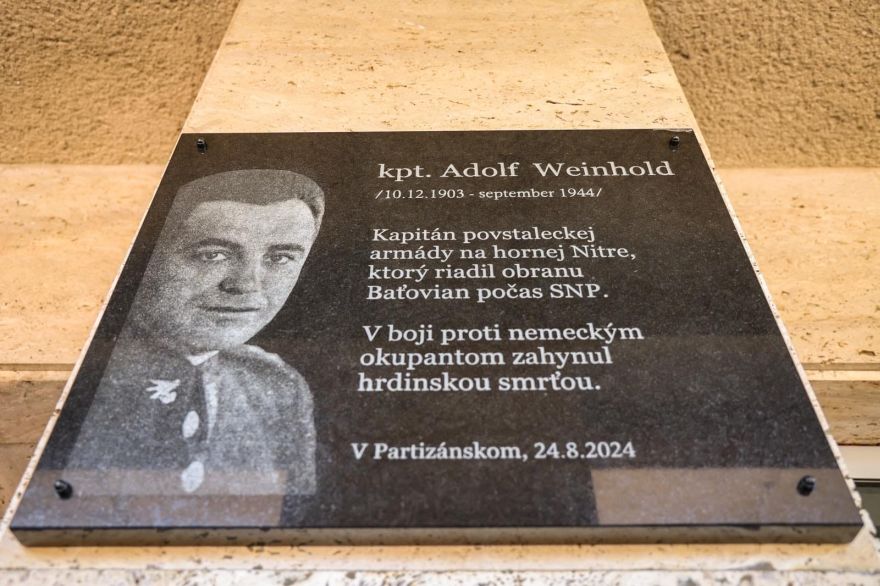 kpt. Adolf Weinhold
/10.12.1903 - september 1944/
Kapitán povstaleckej
armády na hornej Nitre,
ktorý riadil obranu
Baťovian počas SNP.
V boji proti nemeckým
okupantom zahynul
hrdinskou smrťou.
V Partizánskom, 24.8.2024